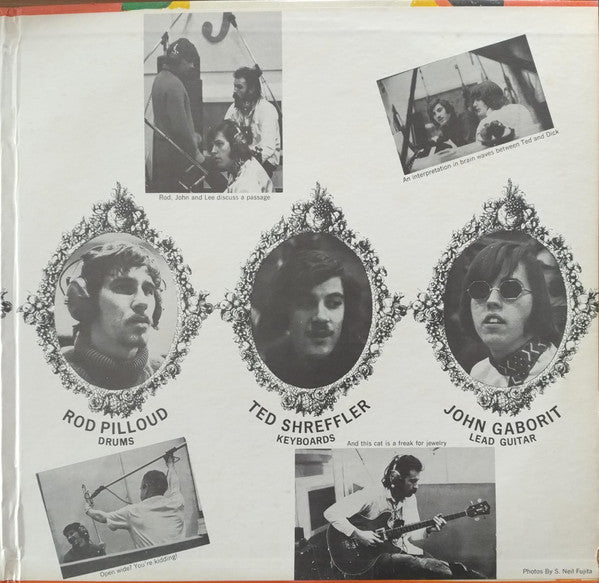 Rod, John and Lee discuss a passage
An interpretation in brain waves between Ted and Dick
ROD PILLOUD
DRUMS
TED SHREFFLER
KEYBOARDS
JOHN GABORIT
LEAD GUITAR
And this cat is a freak for jewelry
Open wide? You're kidding!
Photos By S. Neil Fujita